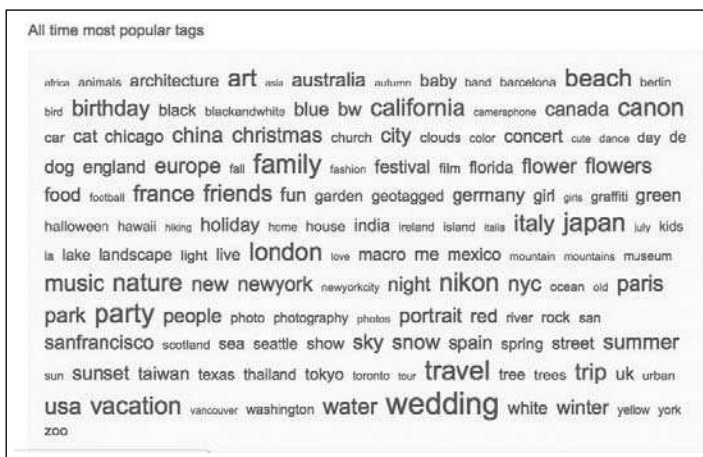 All time most popular tags
africa animals architecture art asia australia autumn baby band barcelona beach berlin
bird birthday black blackandwhite blue bw california cameraphone canada canon
car cat chicago china christmas church city clouds color concert cute dance day de
dog england europe fall family fashion festival film florida flower flowers
food football france friends fun garden geotagged germany girl girls graffiti green
halloween hawaii hiking holiday home house india ireland island italia italy japan july kids
la lake landscape light live london love macro me mexico mountain mountains museum
music nature new newyork newyorkcity night nikon nyc ocean old paris
park party people photo photography photos portrait red river rock san
sanfrancisco scotland sea seattle show sky snow spain spring street summer
sun sunset taiwan texas thailand tokyo toronto tour travel tree trees trip uk urban
usa vacation vancouver washington water wedding white winter yellow york
zoo